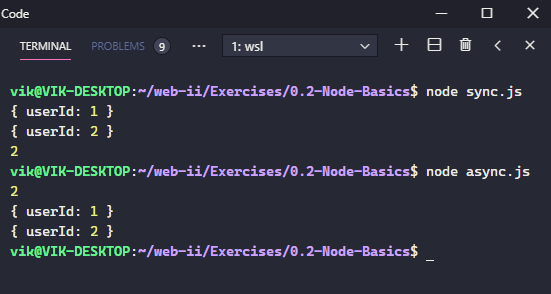 Code
TERMINAL PROBLEMS 9 ··· 1: wsl
vik@VIK-DESKTOP:~/web-ii/Exercises/0.2-Node-Basics$ node sync.js
{ userId: 1 }
{ userId: 2 }
2
vik@VIK-DESKTOP:~/web-ii/Exercises/0.2-Node-Basics$ node async.js
2
{ userId: 1 }
{ userId: 2 }
vik@VIK-DESKTOP:~/web-ii/Exercises/0.2-Node-Basics$ _